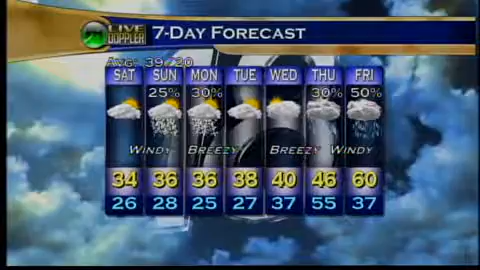 LIVE DOPPLER 7-DAY FORECAST
AVG: 39/20
SAT SUN MON TUE WED THU FRI
25% 30% 30% 50%
WINDY BREEZY BREEZY WINDY
34 36 36 38 40 46 60
26 28 25 27 37 55 37